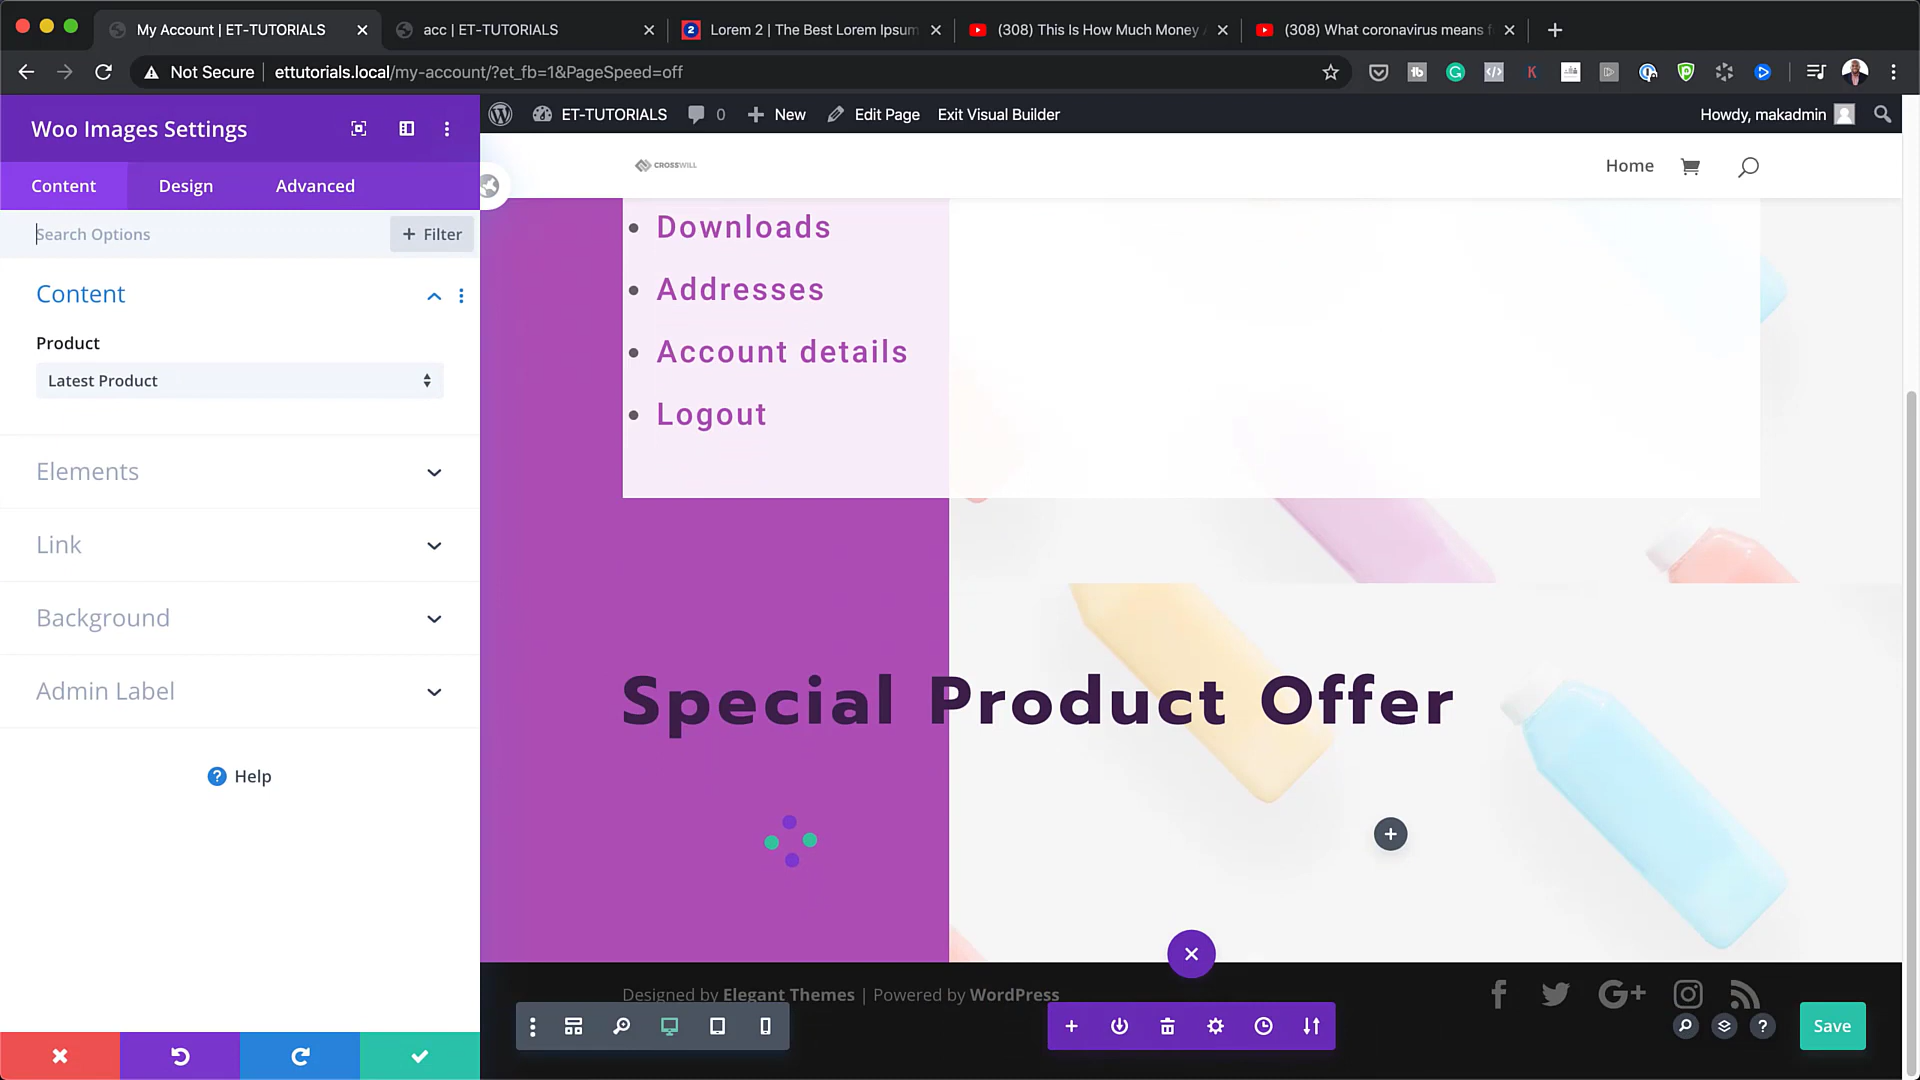 My Account | ET-TUTORIALS
acc | ET-TUTORIALS
Lorem 2 | The Best Lorem Ipsum
(308) This Is How Much Money
(308) What coronavirus means
Not Secure
ettutorials.local/my-account/?et_fb=1&PageSpeed=off
Woo Images Settings
ET-TUTORIALS
0
New
Edit Page
Exit Visual Builder
Howdy, makadmin
Content
Design
Advanced
CROSSWILL
Home
Search Options
+ Filter
Content
Product
Latest Product
Elements
Link
Background
Admin Label
? Help
Downloads
Addresses
Account details
Logout
Special Product Offer
Designed by Elegant Themes | Powered by WordPress
Save